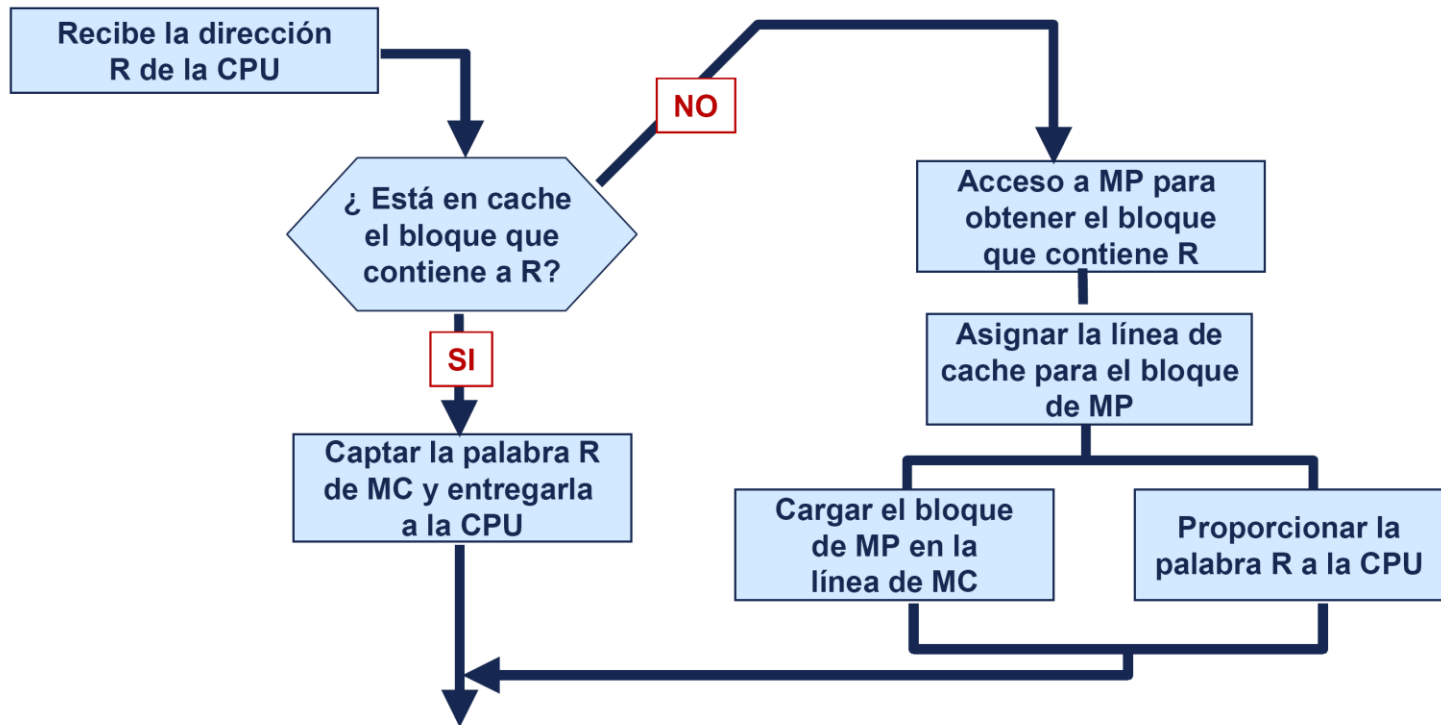 Recibe la dirección
R de la CPU
NO
¿ Está en cache
el bloque que
contiene a R?
Acceso a MP para
obtener el bloque
que contiene R
SI
Asignar la línea de
cache para el bloque
de MP
Captar la palabra R
de MC y entregarla
a la CPU
Cargar el bloque
de MP en la
línea de MC
Proporcionar la
palabra R a la CPU